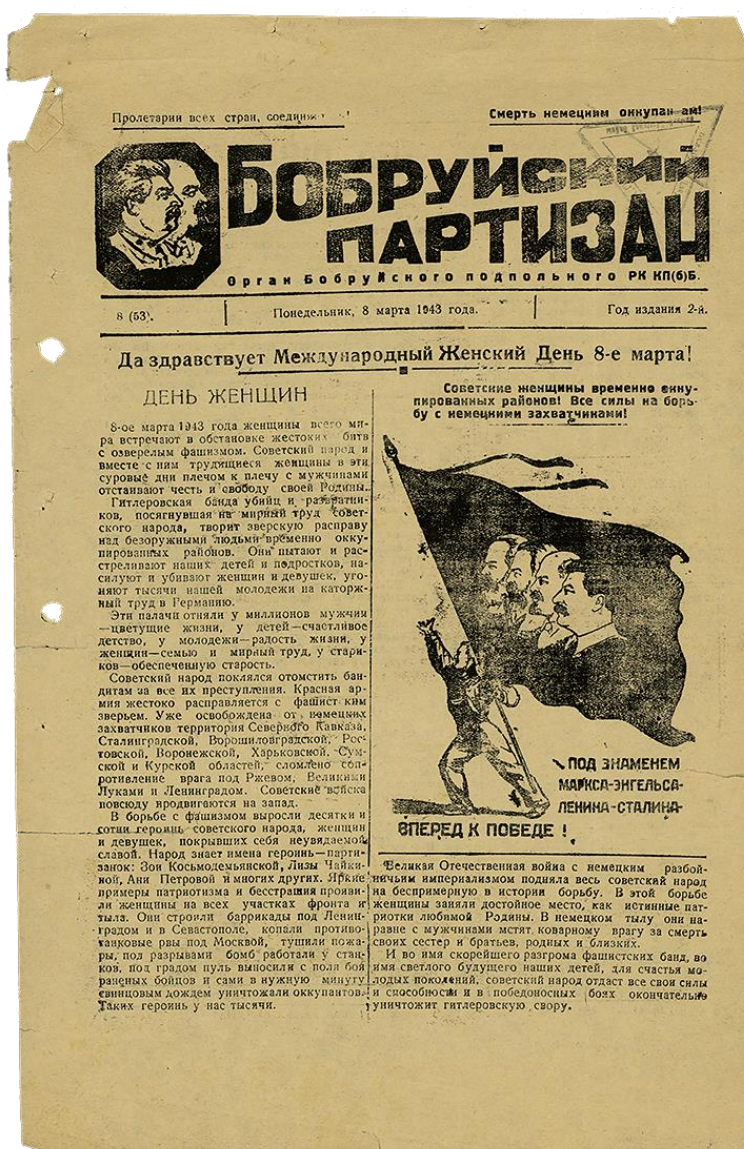 Пролетарии всех стран,
Смерть немецким
БОБРУЙСКИЙ
ПАРТИЗАН
Орган Бобруйского подпольного РК КП(б)Б.
8 (53).
Понедельник, 8 марта 1943 года.
Год издания 2-й.
Да здравствует Международный Женский День 8-е марта!
ДЕНЬ ЖЕНЩИН
8-ое марта 1943 года женщины всего ми-
ра встречают в обстановке жестоких битв
с озверелым фашизмом. Советский народ и
вместе с ним трудящиеся женщины в эти
суровые дни плечом к плечу с мужчинами
отстаивают честь и свободу своей Родины.
Гитлеровская банда убийц и развратни-
ков, посягнувшая на мирный труд совет-
ского народа, творит зверскую расправу
над безоружными людьми временно окку-
пированных районов. Они пытают и рас-
стреливают наших детей и подростков, на-
силуют и убивают женщин и девушек, уго-
няют тысячи нашей молодежи на каторж-
ный труд в Германию.
Эти палачи отняли у миллионов мужчин
—цветущие жизни, у детей—счастливое
детство, у молодежи—радость жизни, у
женщин—семью и мирный труд, у стари-
ков—обеспеченную старость.
Советский народ поклялся отомстить бан-
дитам за все их преступления. Красная ар-
мия жестоко расправляется с фашистским
зверьем. Уже освобождена от немецких
захватчиков территория Северного Кавказа,
Сталинградской, Ворошиловградской, Рос-
товской, Воронежской, Харьковской, Сум-
ской и Курской областей, сломлено соп-
ротивление врага под Ржевом, Великими
Луками и Ленинградом. Советские войска
повсюду продвигаются на запад.
В борьбе с фашизмом выросли десятки и
сотни героинь советского народа, женщин
и девушек, покрывших себя неувядаемой
славой. Народ знает имена героинь—парти-
занок: Зои Косьмодемьянской, Лизы Чайки-
ной, Ани Петровой и многих других. Яркие
примеры патриотизма и бесстрашия прояви-
ли женщины на всех участках фронта и
тыла. Они строили баррикады под Ленин-
градом и в Севастополе, копали противо-
танковые рвы под Москвой, тушили пожа-
ры, под разрывами бомб работали у стан-
ков, под градом пуль выносили с поля боя
раненых бойцов и сами в нужную минуту
свинцовым дождем уничтожали оккупантов.
Таких героинь у нас тысячи.
Советские женщины временно окку-
пированных районов! Все силы на борь-
бу с немецкими захватчиками!
ПОД ЗНАМЕНЕМ
МАРКСА-ЭНГЕЛЬСА-
ЛЕНИНА-СТАЛИНА-
ВПЕРЕД К ПОБЕДЕ !
Великая Отечественная война с немецким разбой-
ничьим империализмом подняла весь советский народ
на беспримерную в истории борьбу. В этой борьбе
женщины заняли достойное место, как истинные пат-
риотки любимой Родины. В немецком тылу они на-
равне с мужчинами мстят коварному врагу за смерть
своих сестер и братьев, родных и близких.
И во имя скорейшего разгрома фашистских банд, во
имя светлого будущего наших детей, для счастья мо-
лодых поколений, советский народ отдаст все свои силы
и способности и в победоносных боях окончательно
уничтожит гитлеровскую свору.